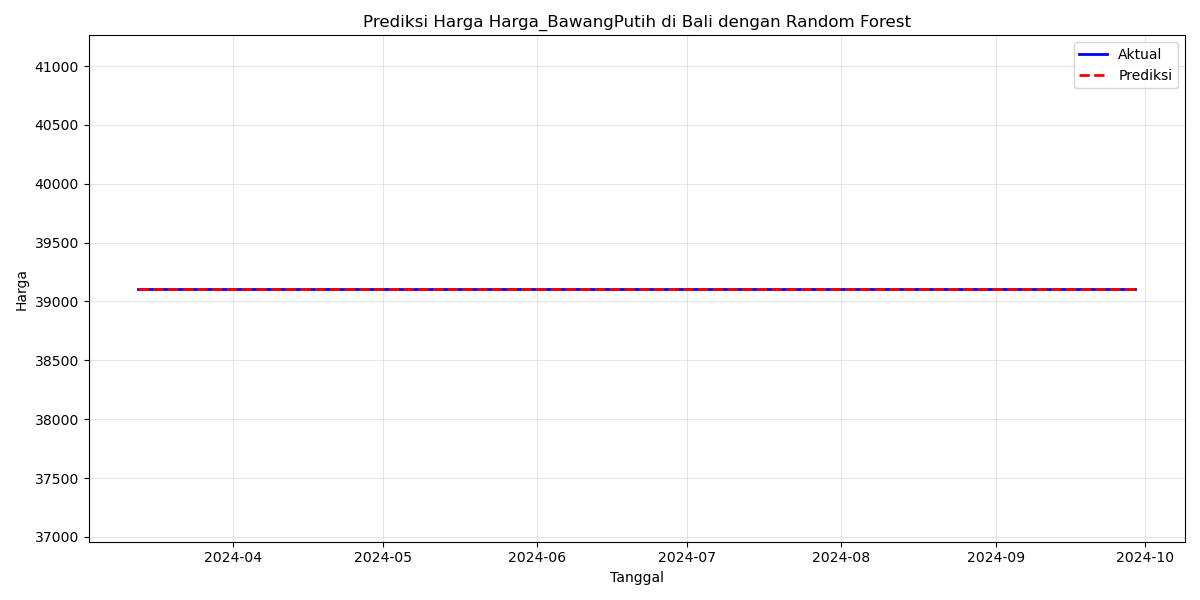 Prediksi Harga Harga_BawangPutih di Bali dengan Random Forest
Aktual
Prediksi
Harga
41000
40500
40000
39500
39000
38500
38000
37500
37000
2024-04 2024-05 2024-06 2024-07 2024-08 2024-09 2024-10
Tanggal